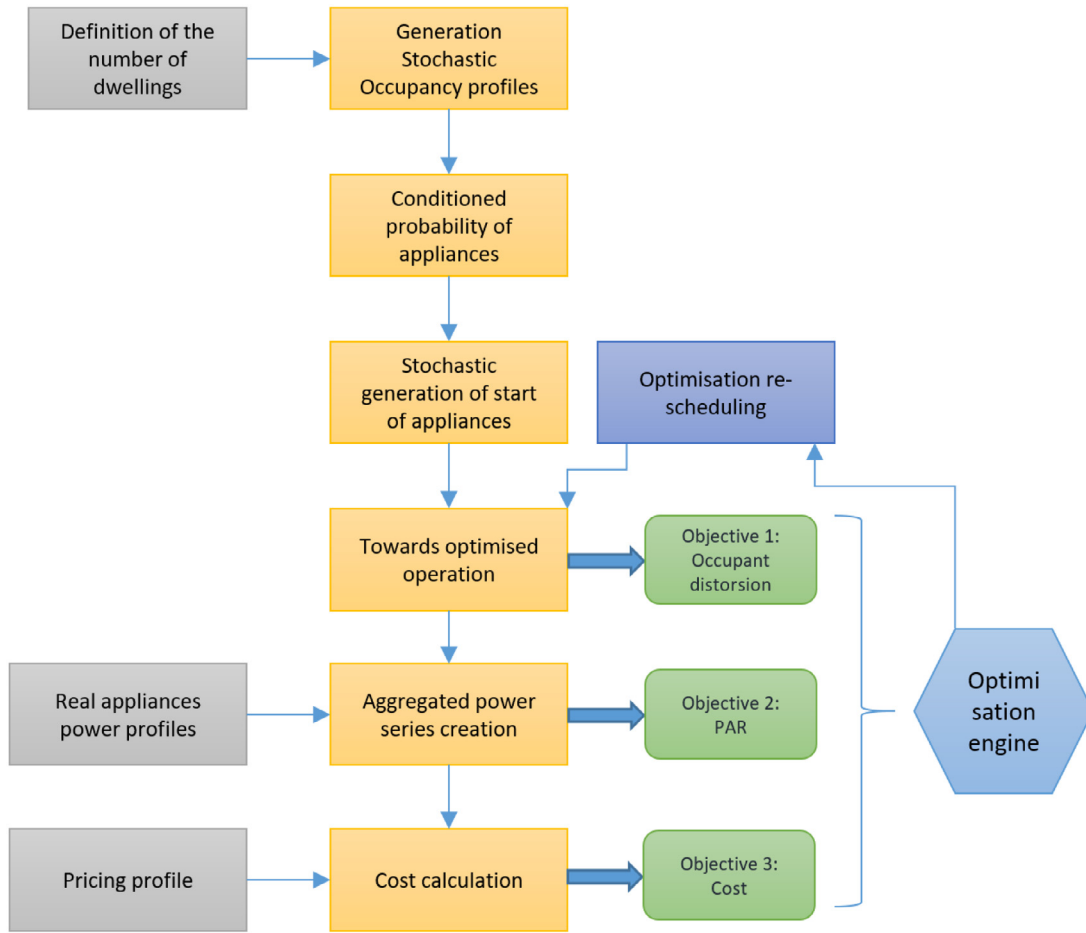 Definition of the
number of
dwellings
Generation
Stochastic
Occupancy profiles
Conditioned
probability of
appliances
Stochastic
generation of start
of appliances
Optimisation re-
scheduling
Towards optimised
operation
Objective 1:
Occupant
distorsion
Real appliances
power profiles
Aggregated power
series creation
Objective 2:
PAR
Optimi
sation
engine
Pricing profile
Cost calculation
Objective 3:
Cost